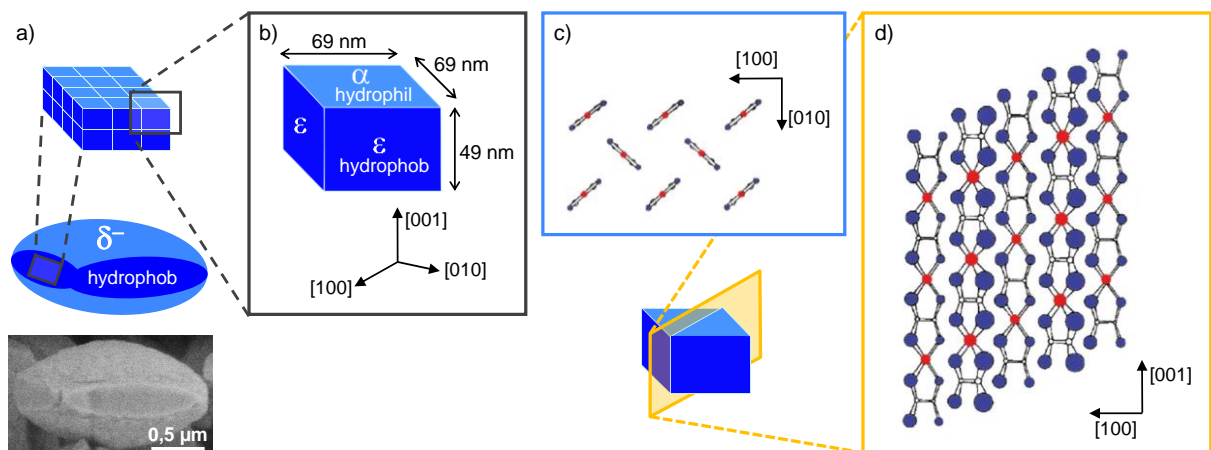 a)
δ⁻
hydrophob
0,5 µm
b)
69 nm
69 nm
α
hydrophil
ε
ε
hydrophob
49 nm
[001]
[100]
[010]
c)
[100]
[010]
d)
[001]
[100]